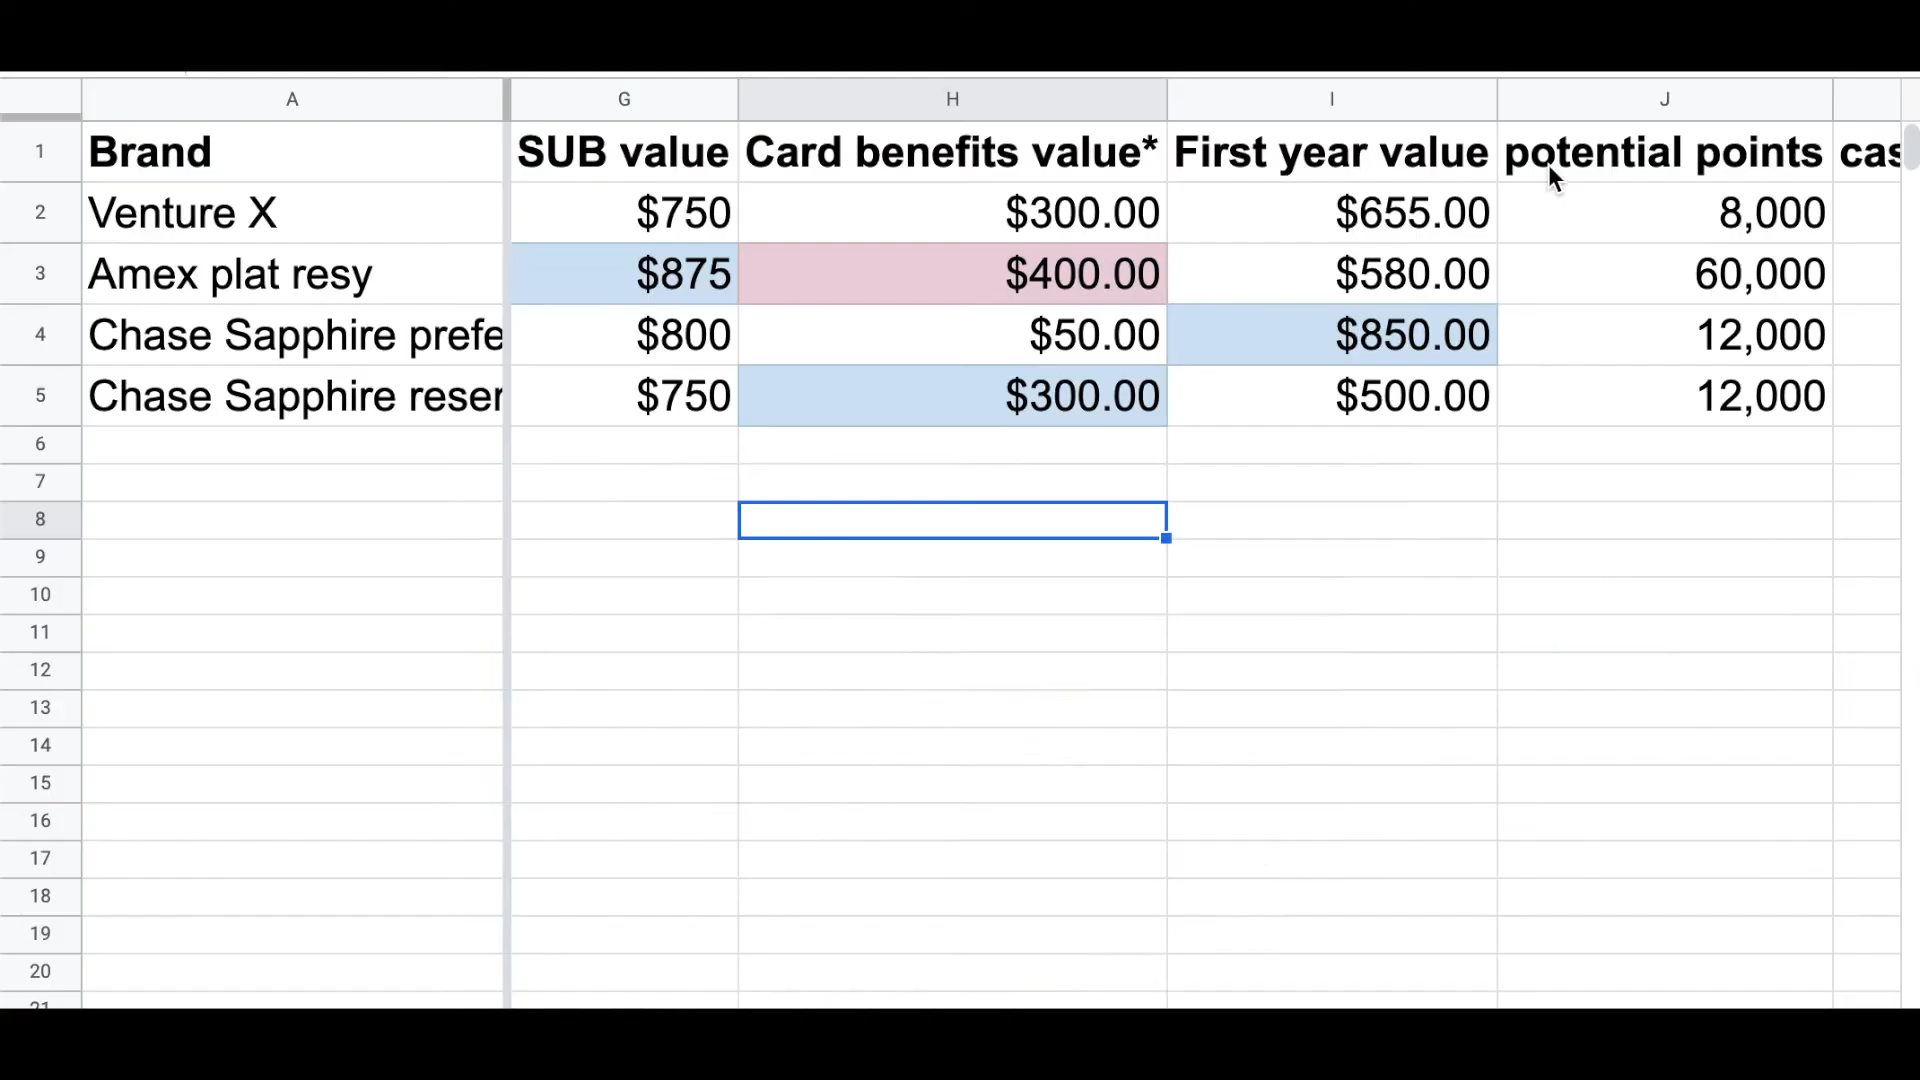 A G H I J
1 Brand SUB value Card benefits value* First year value potential points cas
2 Venture X $750 $300.00 $655.00 8,000
3 Amex plat resy $875 $400.00 $580.00 60,000
4 Chase Sapphire prefe $800 $50.00 $850.00 12,000
5 Chase Sapphire reser $750 $300.00 $500.00 12,000
6
7
8
9
10
11
12
13
14
15
16
17
18
19
20
21